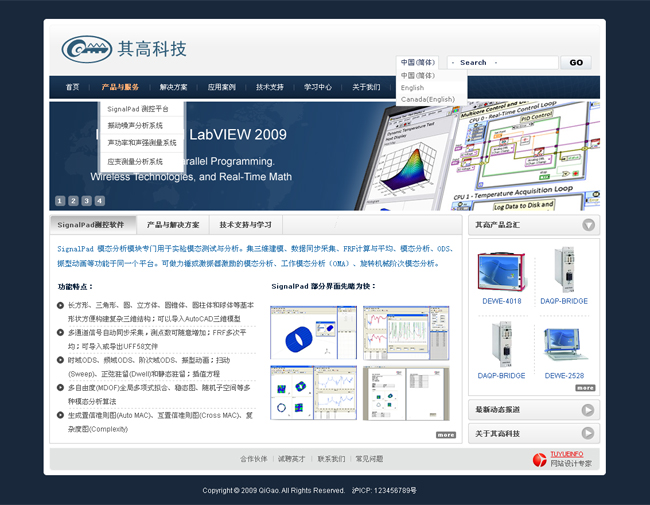 其高科技
中国(简体)
- Search -
GO
中国(简体)
English
Canada(English)
首页
产品与服务
解决方案
应用案例
技术支持
学习中心
关于我们
SignalPad 测控平台
振动噪声分析系统
声功率和声强测量系统
应变测量分析系统
LabVIEW 2009
rallel Programming.
Wireless Technologies, and Real-Time Math
1 2 3 4
Multicore Control and
CPU 0 - Real-Time Control Loop
PID Control
CPU 1 - Temperature Acquisition Loop
Log Data to Disk and
SignalPad测控软件
产品与解决方案
技术支持与学习
SignalPad 模态分析模块专门用于实验模态测试与分析。集三维建模、数据同步采集、FRF计算与平均、模态分析、ODS、
振型动画等功能于同一个平台。可做力锤或激振器激励的模态分析、工作模态分析（OMA）、旋转机械阶次模态分析。
功能特点：
长方形、三角形、圆、立方体、圆锥体、圆柱体和球体等基本
形状方便构建复杂三维结构；可以导入AutoCAD三维模型
多通道信号自动同步采集，测点数可随意增加；FRF多次平
均；可导入或导出UFF58文件
时域ODS、频域ODS、阶次域ODS、振型动画；扫动
(Sweep)、正弦驻留(Dwell)和静态驻留；插值方程
多自由度(MDOF)全局多项式拟合、稳态图、随机子空间等多
种模态分析算法
生成置信准则图(Auto MAC)、互置信准则图(Cross MAC)、复
杂度图(Complexity)
SignalPad 部分界面先睹为快：
more
其高产品总汇
DEWE-4018
DAQP-BRIDGE
DAQP-BRIDGE
DEWE-2528
more
最新动态报道
关于其高科技
合作伙伴 | 诚聘英才 | 联系我们 | 常见问题
TUYUEINFO
网站设计专家
Copyright © 2009 QiGao. All Rights Reserved. 沪PICP: 123456789号